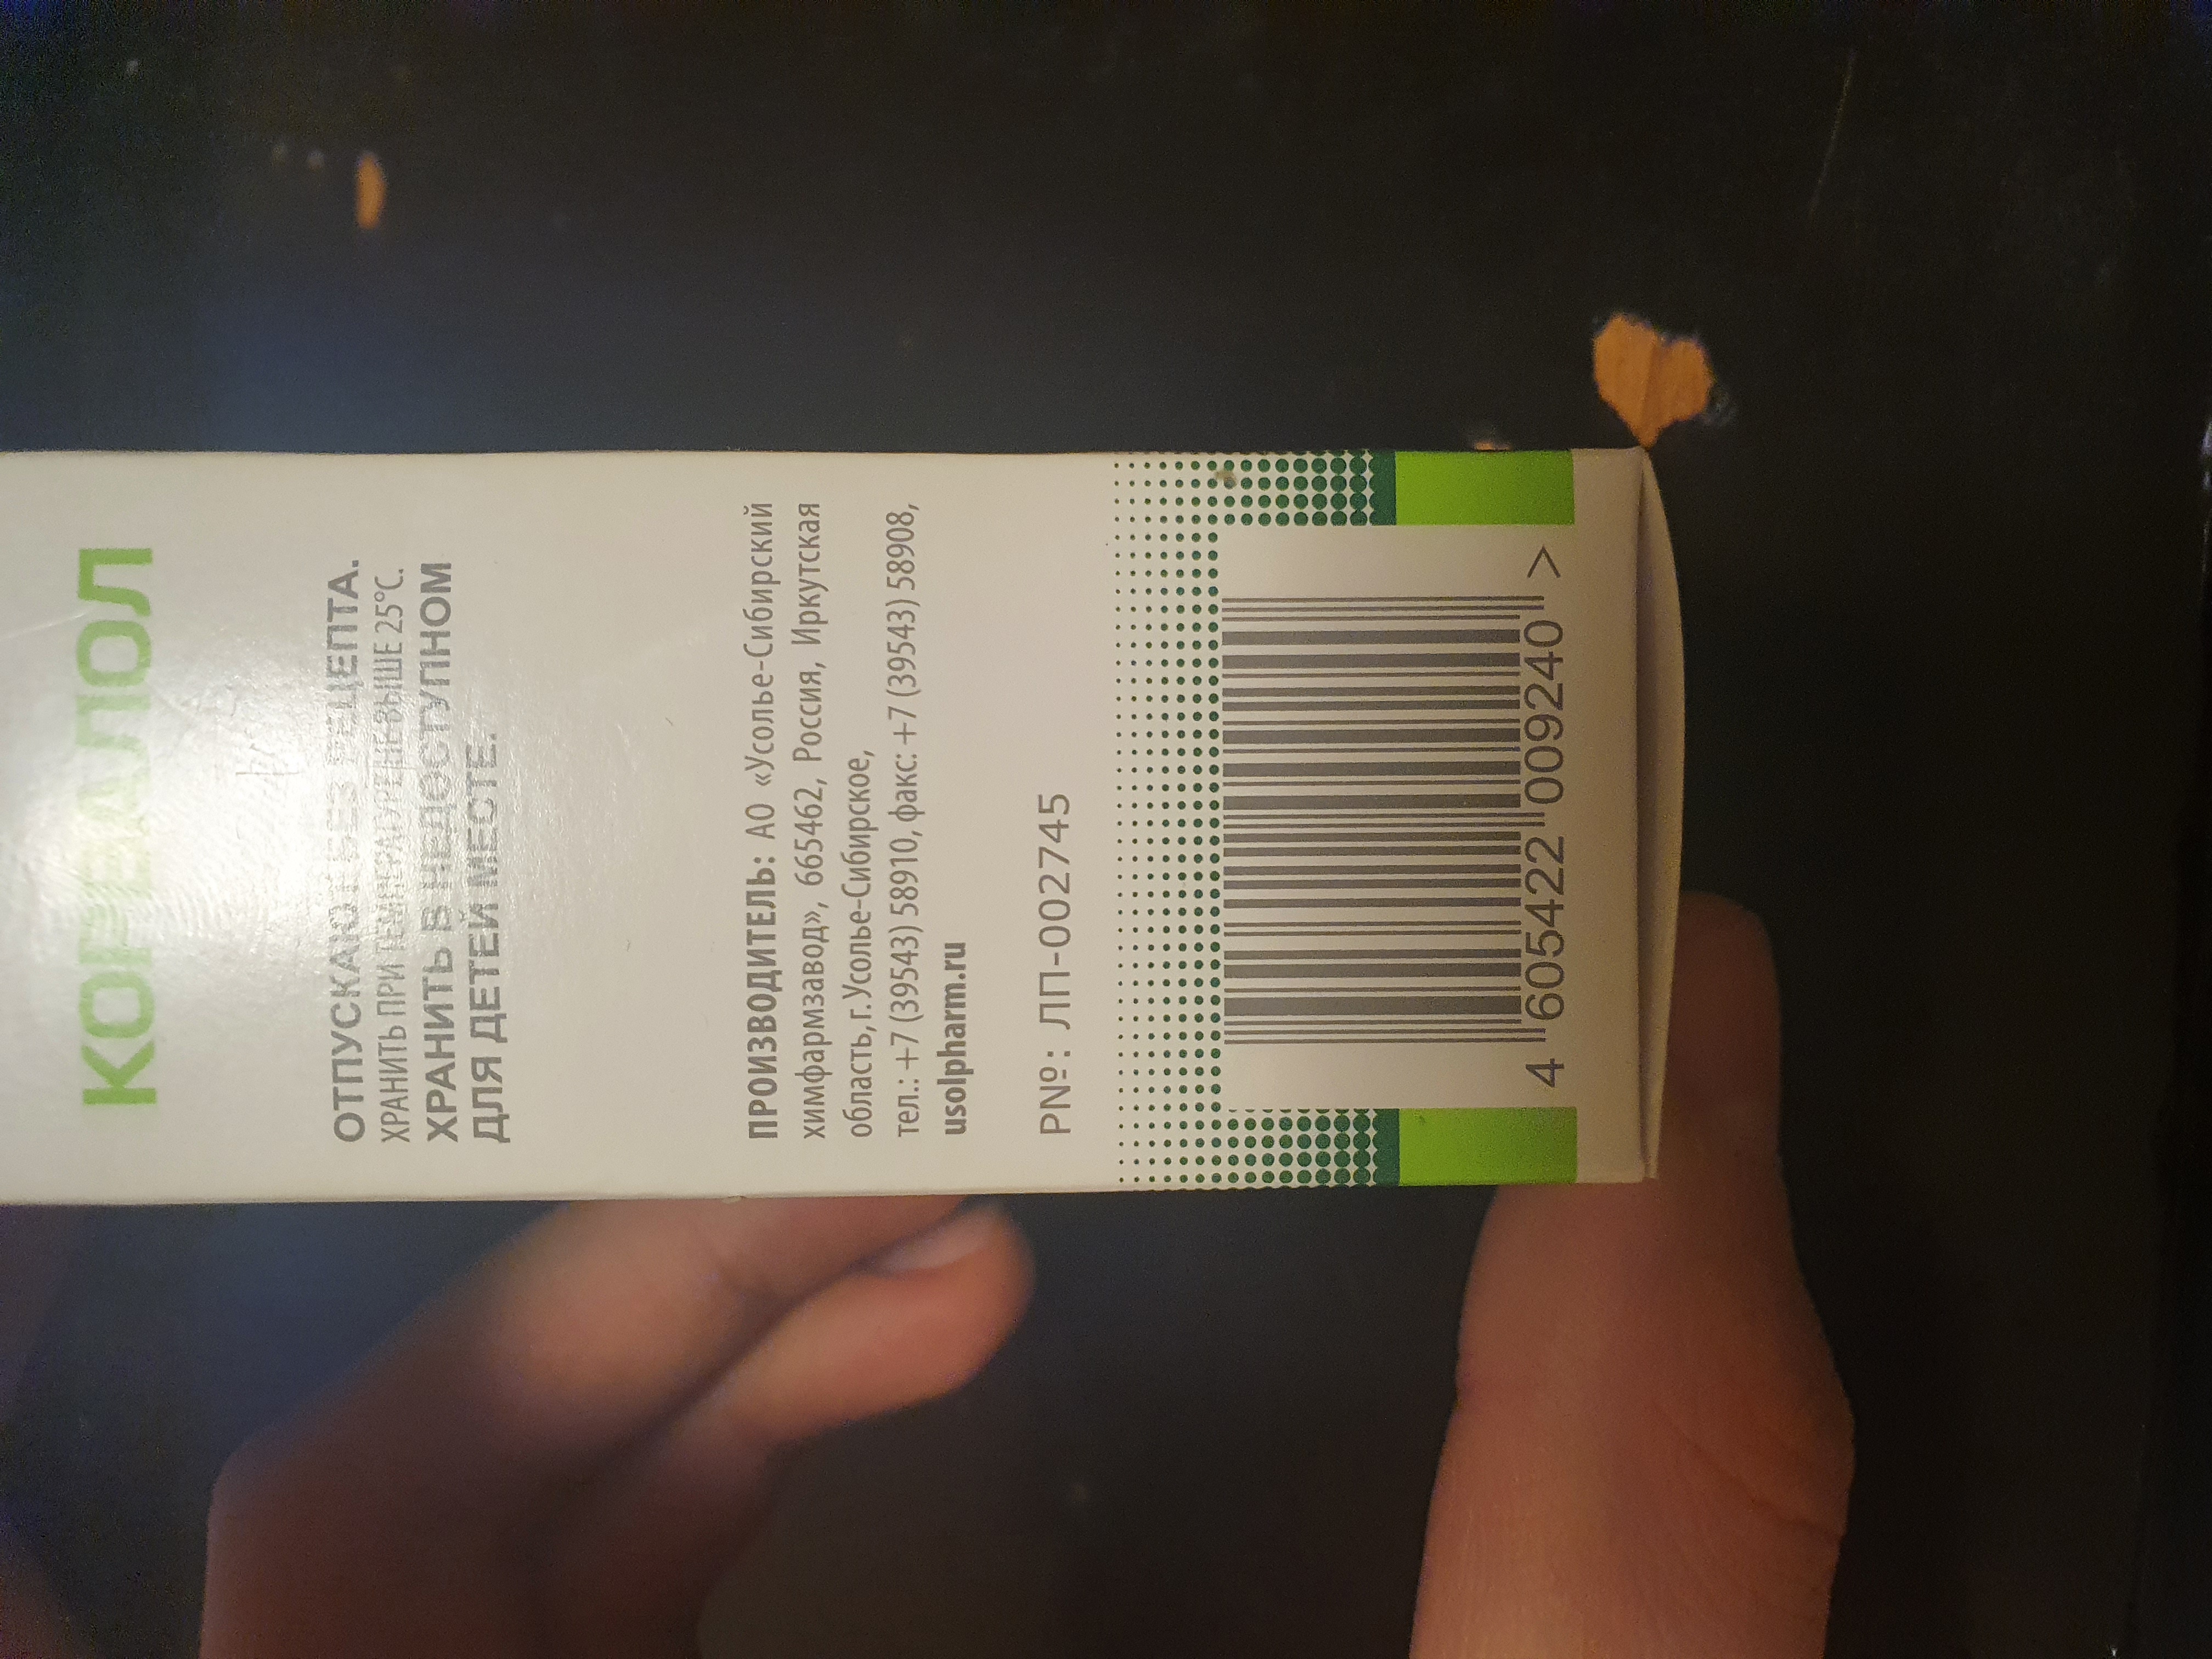 КОРЕАЛОЛ
ОТПУСКАЮТ БЕЗ РЕЦЕПТА.
ХРАНИТЬ ПРИ ТЕМПЕРАТУРЕ НЕ ВЫШЕ 25°С.
ХРАНИТЬ В НЕДОСТУПНОМ
ДЛЯ ДЕТЕЙ МЕСТЕ.
ПРОИЗВОДИТЕЛЬ: АО «Усолье-Сибирский
химфармзавод», 665462, Россия, Иркутская
область, г. Усолье-Сибирское,
тел.: +7 (39543) 58910, факс: +7 (39543) 58908,
usolpharm.ru
Р№: ЛП-002745
4 605422 009240 >